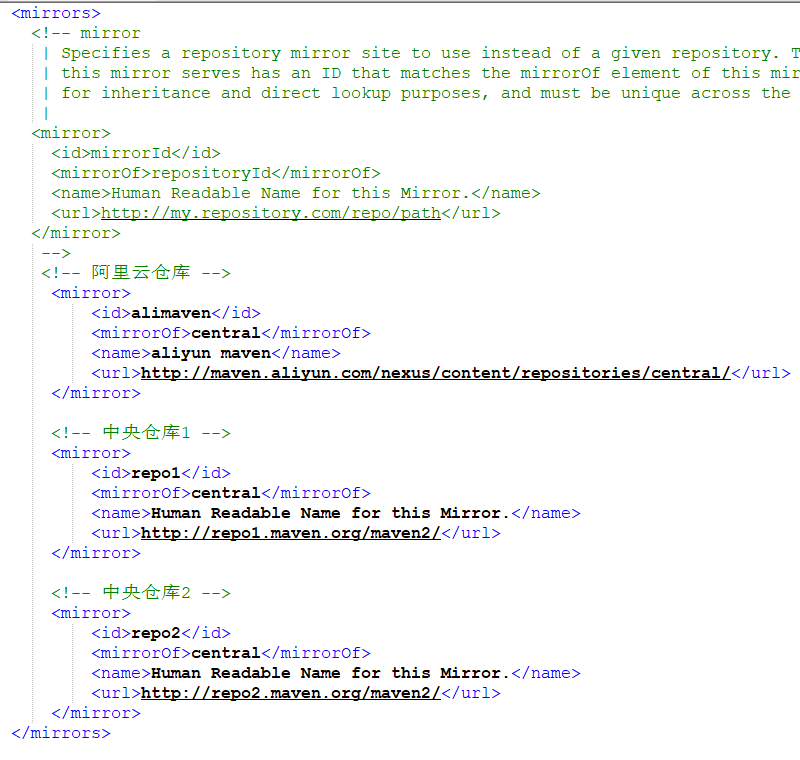 <mirrors>
<!-- mirror
| Specifies a repository mirror site to use instead of a given repository. T
| this mirror serves has an ID that matches the mirrorOf element of this mir
| for inheritance and direct lookup purposes, and must be unique across the
|
<mirror>
<id>mirrorId</id>
<mirrorOf>repositoryId</mirrorOf>
<name>Human Readable Name for this Mirror.</name>
<url>http://my.repository.com/repo/path</url>
</mirror>
-->
<!-- 阿里云仓库 -->
<mirror>
<id>alimaven</id>
<mirrorOf>central</mirrorOf>
<name>aliyun maven</name>
<url>http://maven.aliyun.com/nexus/content/repositories/central/</url>
</mirror>
<!-- 中央仓库1 -->
<mirror>
<id>repo1</id>
<mirrorOf>central</mirrorOf>
<name>Human Readable Name for this Mirror.</name>
<url>http://repo1.maven.org/maven2/</url>
</mirror>
<!-- 中央仓库2 -->
<mirror>
<id>repo2</id>
<mirrorOf>central</mirrorOf>
<name>Human Readable Name for this Mirror.</name>
<url>http://repo2.maven.org/maven2/</url>
</mirror>
</mirrors>